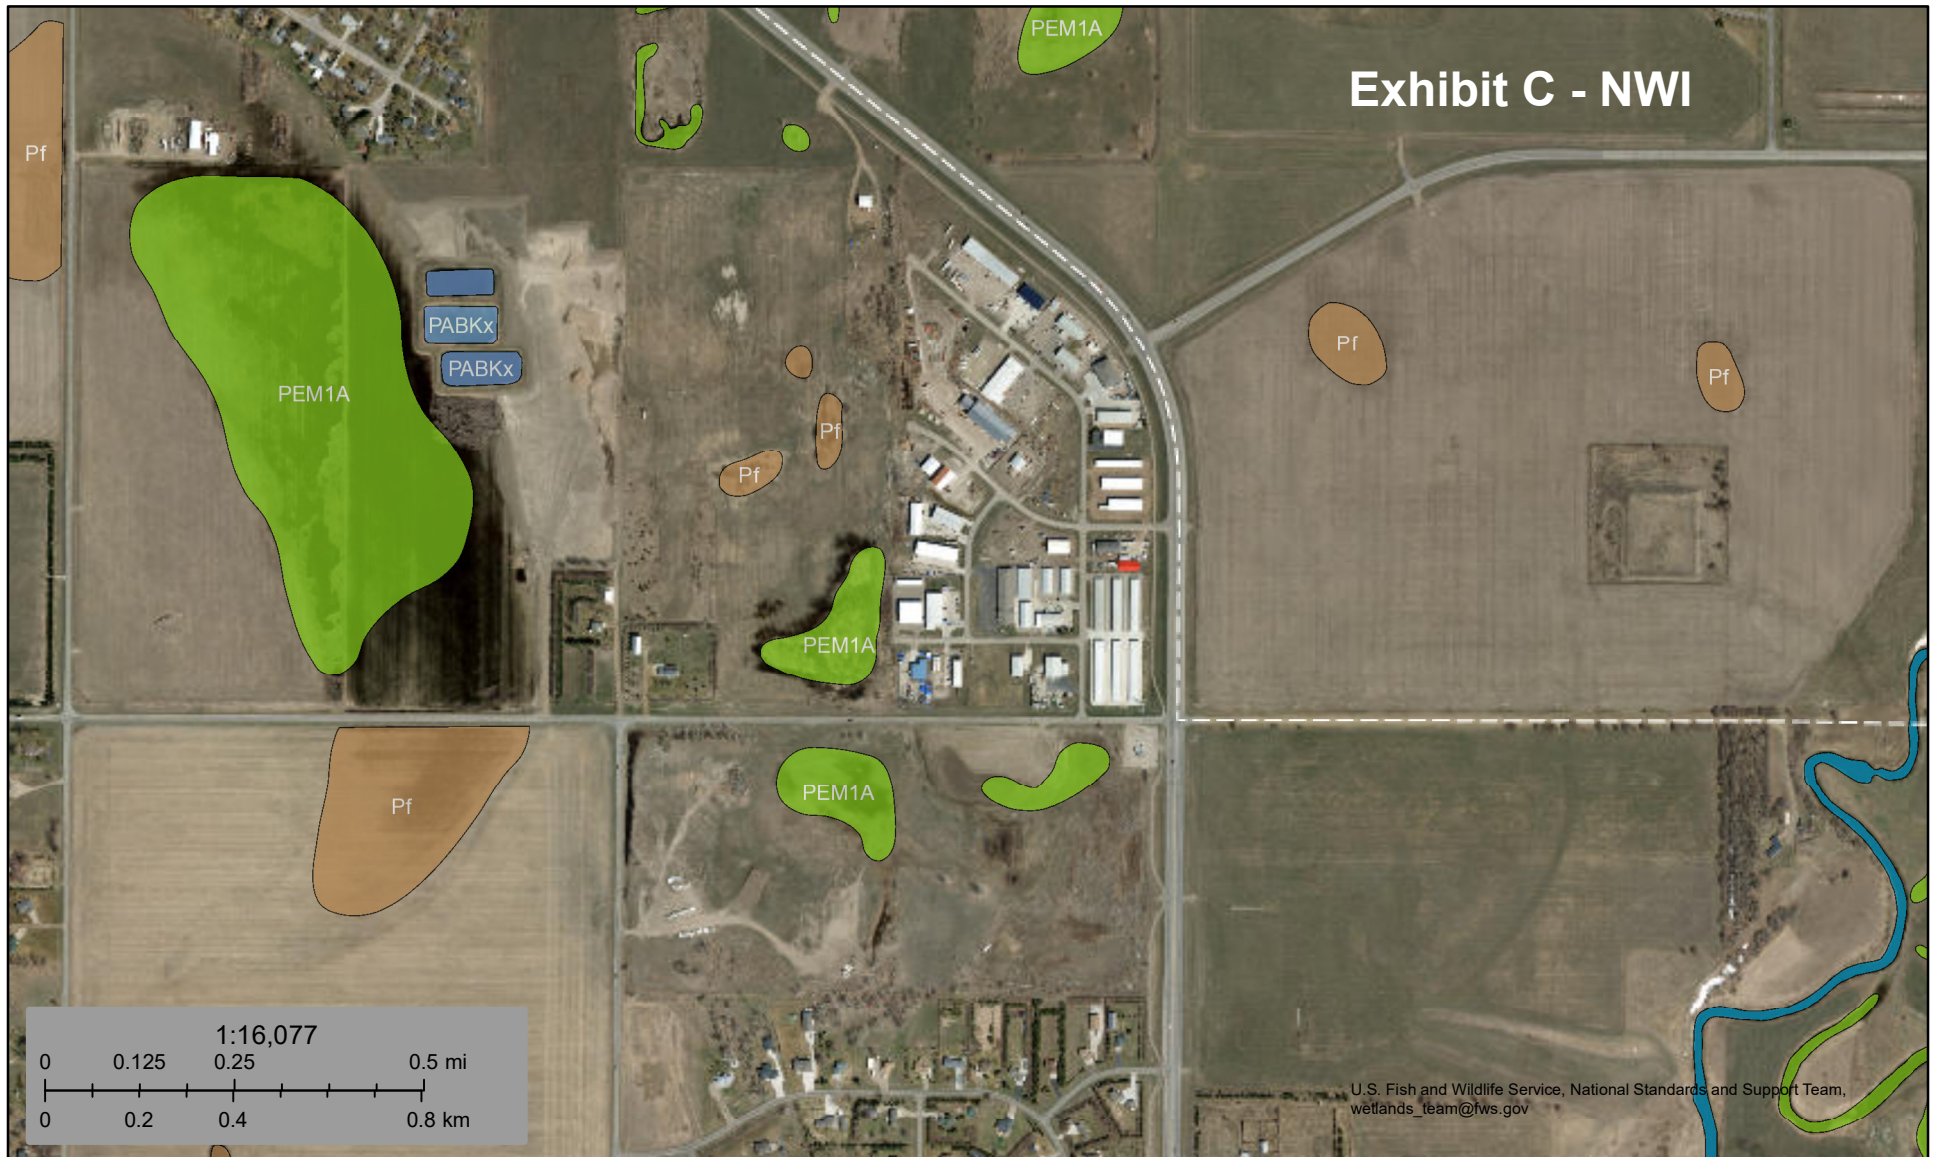 PEM1A
Exhibit C - NWI
Pf
PABKx
Pf
Pf
PABKx
PEM1A
Pf
Pf
PEM1A
PEM1A
Pf
1:16,077
0 0.125 0.25 0.5 mi
0 0.2 0.4 0.8 km
U.S. Fish and Wildlife Service, National Standards and Support Team,
wetlands_team@fws.gov